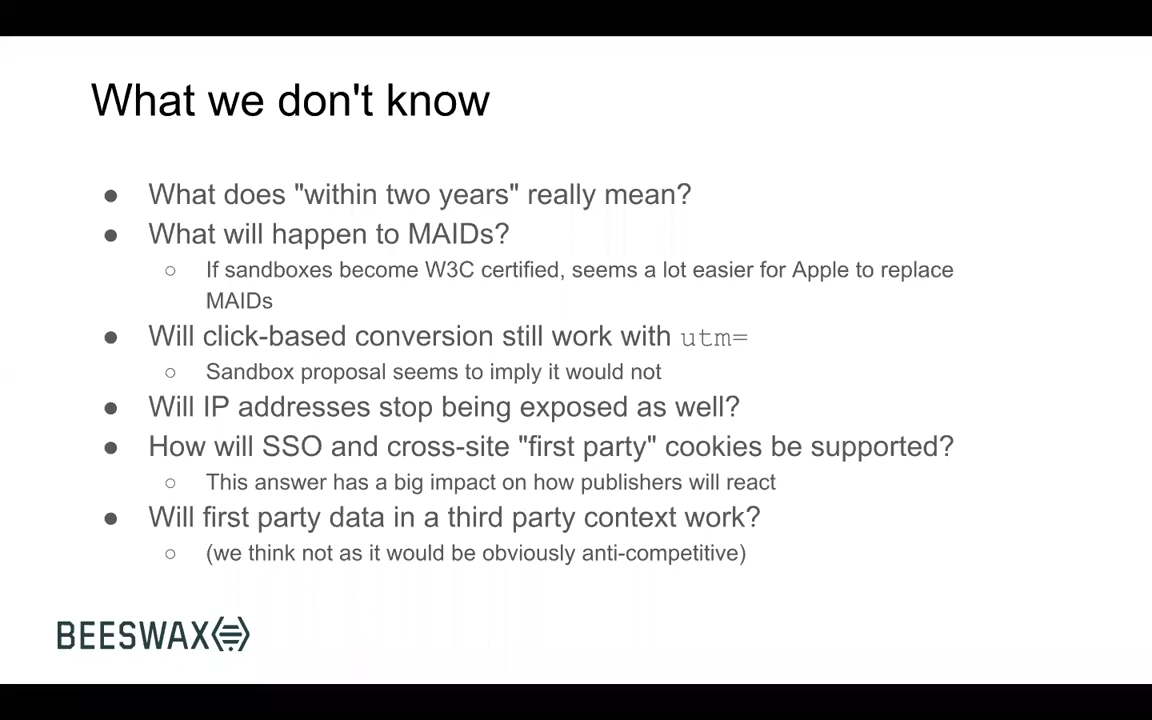 What we don't know
● What does "within two years" really mean?
● What will happen to MAIDs?
○ If sandboxes become W3C certified, seems a lot easier for Apple to replace
MAIDs
● Will click-based conversion still work with utm=
○ Sandbox proposal seems to imply it would not
● Will IP addresses stop being exposed as well?
● How will SSO and cross-site "first party" cookies be supported?
○ This answer has a big impact on how publishers will react
● Will first party data in a third party context work?
○ (we think not as it would be obviously anti-competitive)
BEESWAX